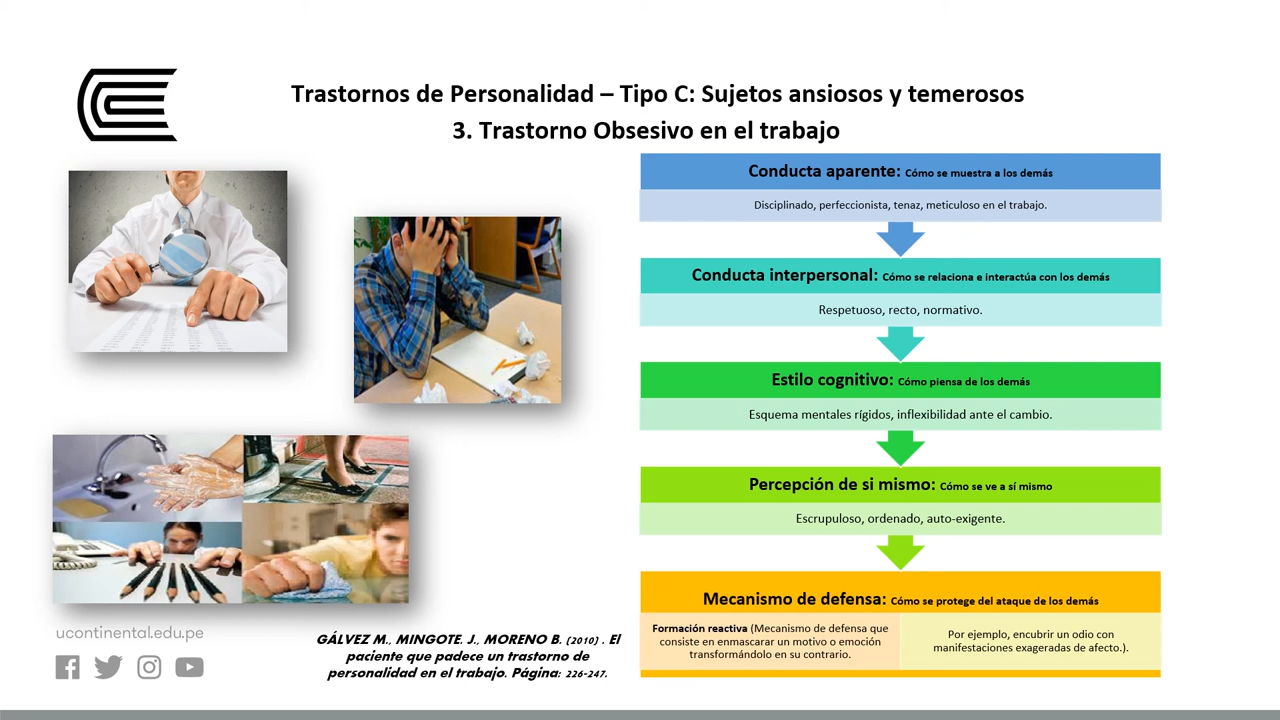 Trastornos de Personalidad – Tipo C: Sujetos ansiosos y temerosos
3. Trastorno Obsesivo en el trabajo
Conducta aparente: Cómo se muestra a los demás
Disciplinado, perfeccionista, tenaz, meticuloso en el trabajo.
Conducta interpersonal: Cómo se relaciona e interactúa con los demás
Respetuoso, recto, normativo.
Estilo cognitivo: Cómo piensa de los demás
Esquema mentales rígidos, inflexibilidad ante el cambio.
Percepción de si mismo: Cómo se ve a sí mismo
Escrupuloso, ordenado, auto-exigente.
Mecanismo de defensa: Cómo se protege del ataque de los demás
Formación reactiva (Mecanismo de defensa que
consiste en enmascarar un motivo o emoción
transformándolo en su contrario.
Por ejemplo, encubrir un odio con
manifestaciones exageradas de afecto.).
ucontinental.edu.pe
GÁLVEZ M., MINGOTE. J., MORENO B. (2010) . El
paciente que padece un trastorno de
personalidad en el trabajo. Página: 226-247.